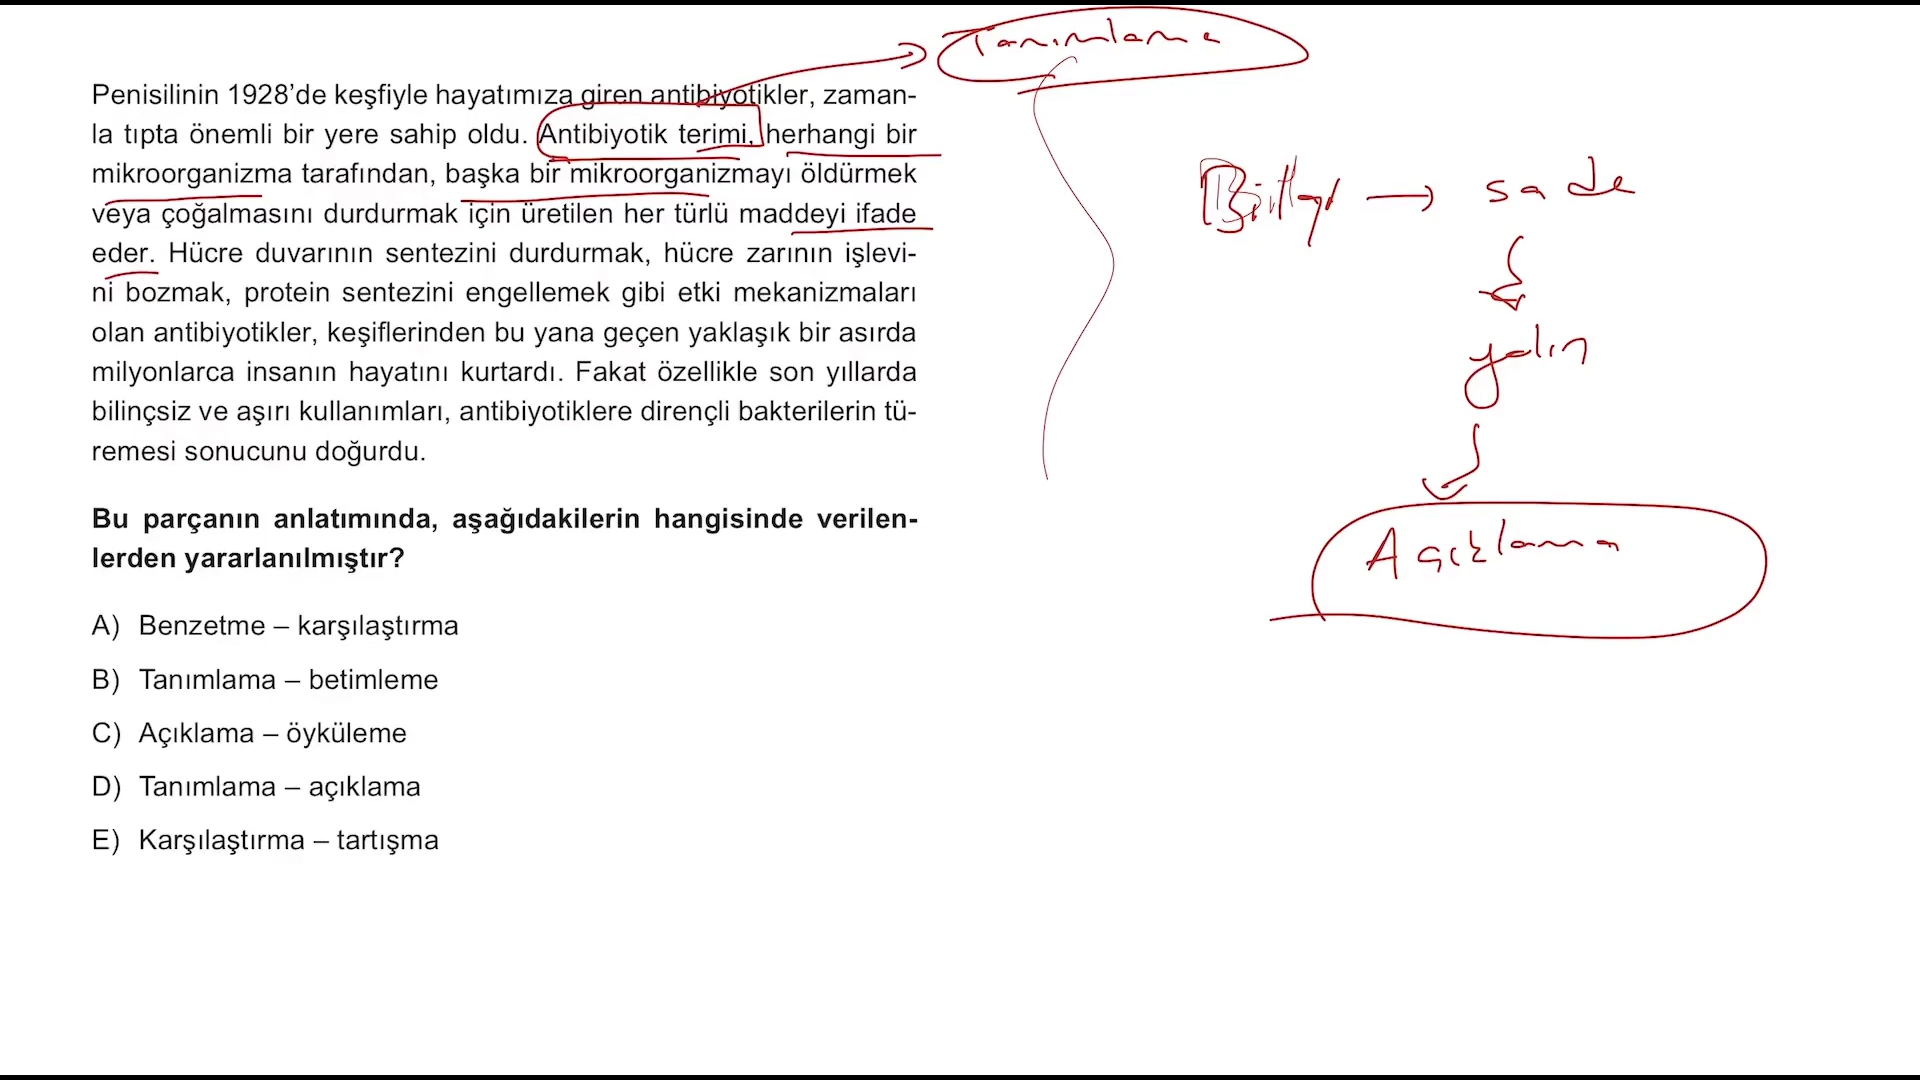 Tanımlama
Penisilinin 1928’de keşfiyle hayatımıza giren antibiyotikler, zaman-
la tıpta önemli bir yere sahip oldu. Antibiyotik terimi, herhangi bir
mikroorganizma tarafından, başka bir mikroorganizmayı öldürmek
veya çoğalmasını durdurmak için üretilen her türlü maddeyi ifade
eder. Hücre duvarının sentezini durdurmak, hücre zarının işlevi-
ni bozmak, protein sentezini engellemek gibi etki mekanizmaları
olan antibiyotikler, keşiflerinden bu yana geçen yaklaşık bir asırda
milyonlarca insanın hayatını kurtardı. Fakat özellikle son yıllarda
bilinçsiz ve aşırı kullanımları, antibiyotiklere dirençli bakterilerin tü-
remesi sonucunu doğurdu.
Bu parçanın anlatımında, aşağıdakilerin hangisinde verilen-
lerden yararlanılmıştır?
A) Benzetme – karşılaştırma
B) Tanımlama – betimleme
C) Açıklama – öyküleme
D) Tanımlama – açıklama
E) Karşılaştırma – tartışma
→ sade
yalın
Açıklama